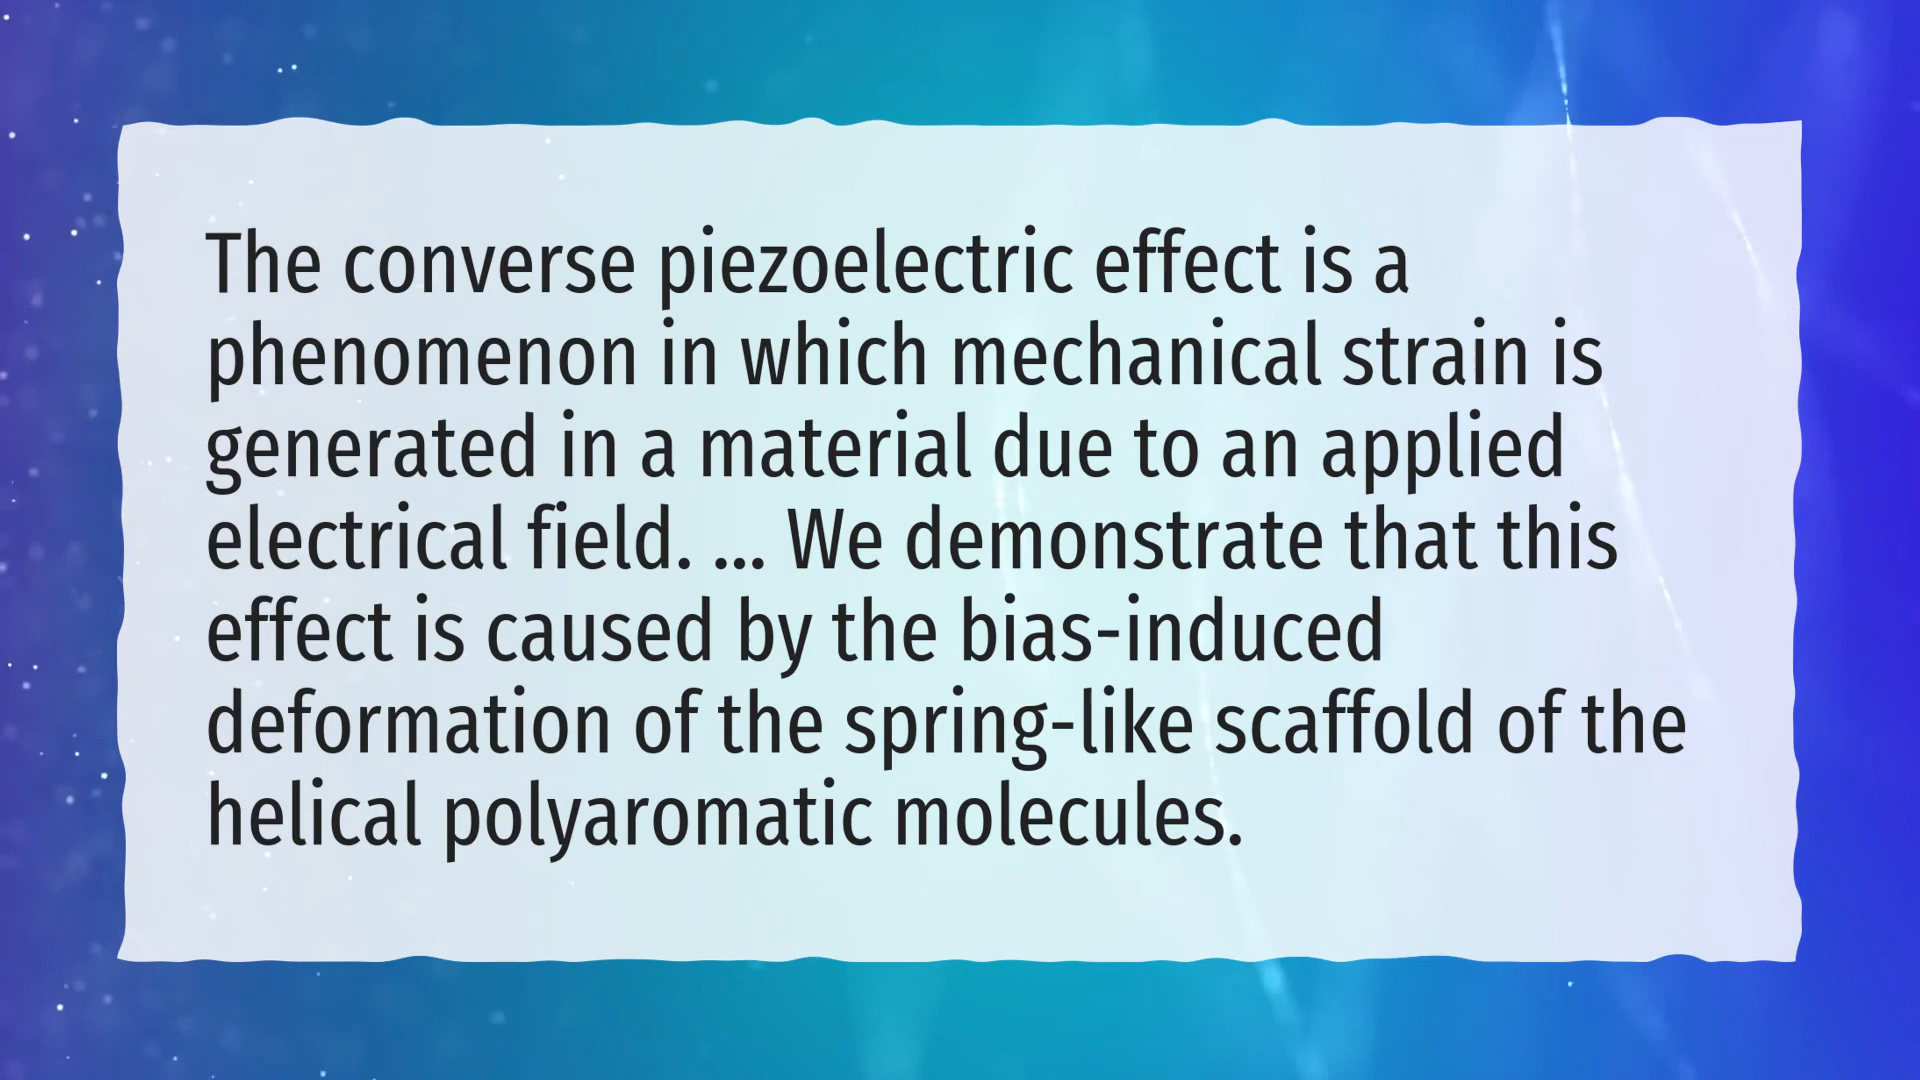 The converse piezoelectric effect is a
phenomenon in which mechanical strain is
generated in a material due to an applied
electrical field. ... We demonstrate that this
effect is caused by the bias-induced
deformation of the spring-like scaffold of the
helical polyaromatic molecules.